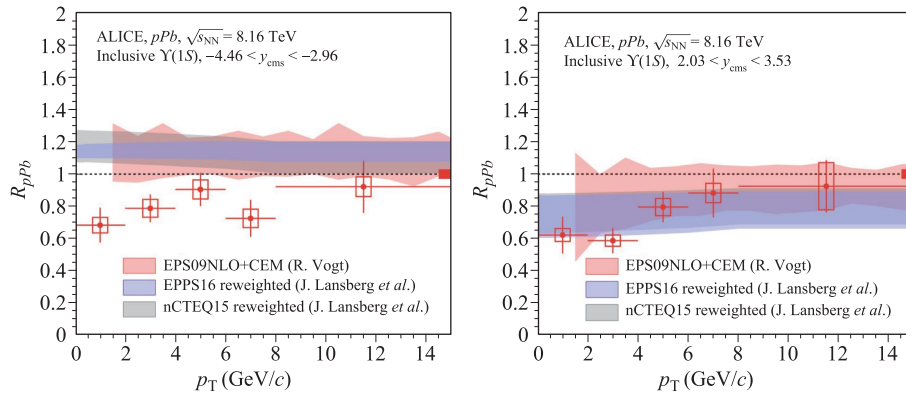 ALICE, pPb, √sNN = 8.16 TeV
Inclusive ϒ(1S), −4.46 < ycms < −2.96
RpPb
2
1.8
1.6
1.4
1.2
1
0.8
0.6
0.4
0.2
0
EPS09NLO+CEM (R. Vogt)
EPPS16 reweighted (J. Lansberg et al.)
nCTEQ15 reweighted (J. Lansberg et al.)
0 2 4 6 8 10 12 14
pT (GeV/c)
ALICE, pPb, √sNN = 8.16 TeV
Inclusive ϒ(1S), 2.03 < ycms < 3.53
RpPb
2
1.8
1.6
1.4
1.2
1
0.8
0.6
0.4
0.2
0
EPS09NLO+CEM (R. Vogt)
EPPS16 reweighted (J. Lansberg et al.)
nCTEQ15 reweighted (J. Lansberg et al.)
0 2 4 6 8 10 12 14
pT (GeV/c)